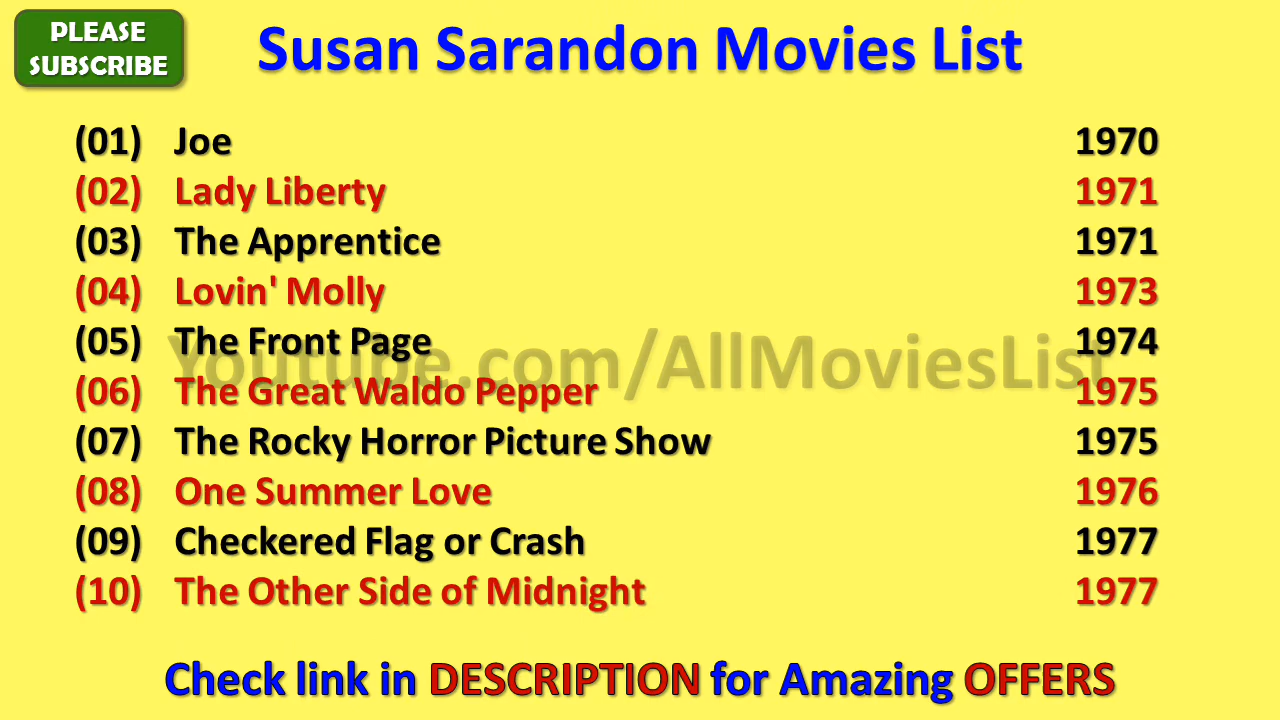 PLEASE
SUBSCRIBE
Susan Sarandon Movies List
(01) Joe 1970
(02) Lady Liberty 1971
(03) The Apprentice 1971
(04) Lovin' Molly 1973
(05) The Front Page 1974
Youtube.com/AllMoviesList
(06) The Great Waldo Pepper 1975
(07) The Rocky Horror Picture Show 1975
(08) One Summer Love 1976
(09) Checkered Flag or Crash 1977
(10) The Other Side of Midnight 1977
Check link in DESCRIPTION for Amazing OFFERS